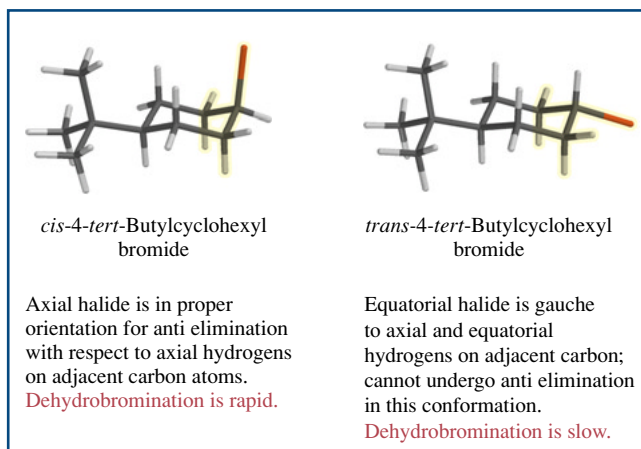 cis-4-tert-Butylcyclohexyl
bromide
Axial halide is in proper
orientation for anti elimination
with respect to axial hydrogens
on adjacent carbon atoms.
Dehydrobromination is rapid.
trans-4-tert-Butylcyclohexyl
bromide
Equatorial halide is gauche
to axial and equatorial
hydrogens on adjacent carbon;
cannot undergo anti elimination
in this conformation.
Dehydrobromination is slow.